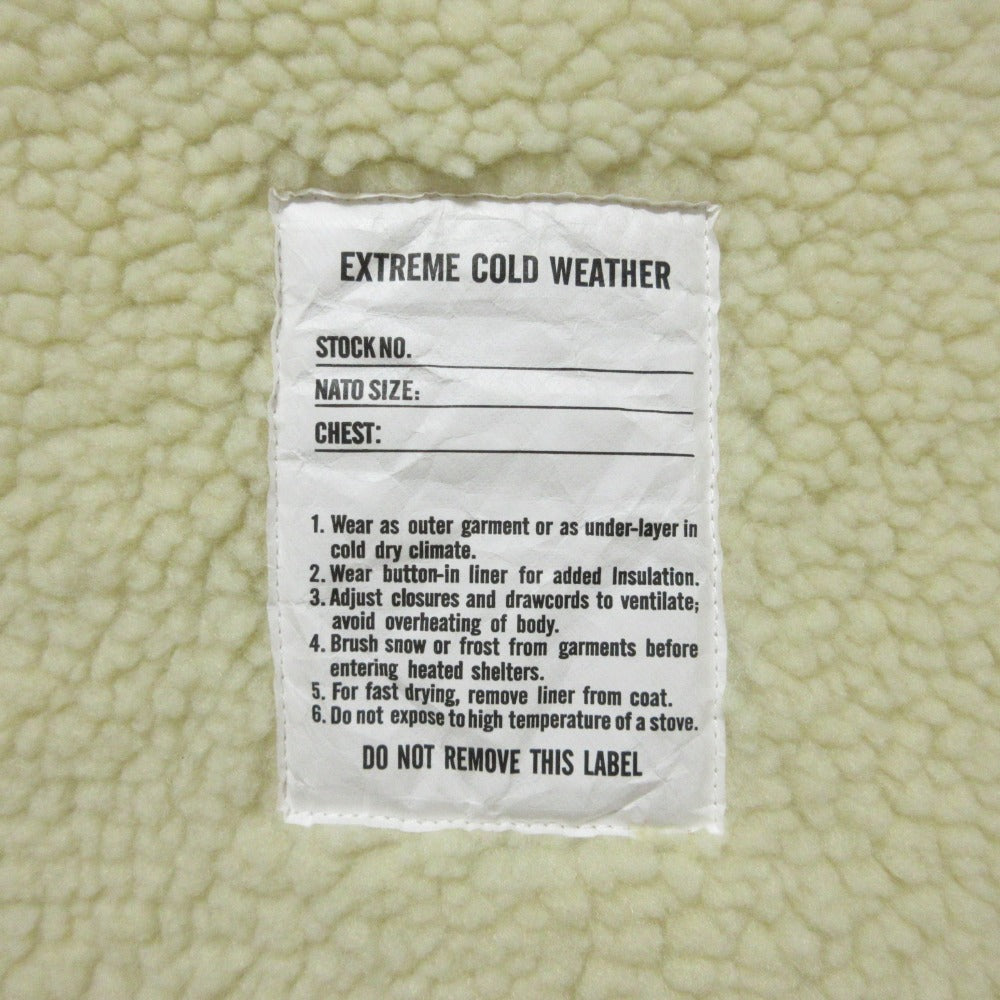 EXTREME COLD WEATHER
STOCK NO.
NATO SIZE:
CHEST:
1. Wear as outer garment or as under-layer in
cold dry climate.
2. Wear button-in liner for added Insulation.
3. Adjust closures and drawcords to ventilate;
avoid overheating of body.
4. Brush snow or frost from garments before
entering heated shelters.
5. For fast drying, remove liner from coat.
6. Do not expose to high temperature of a stove.
DO NOT REMOVE THIS LABEL